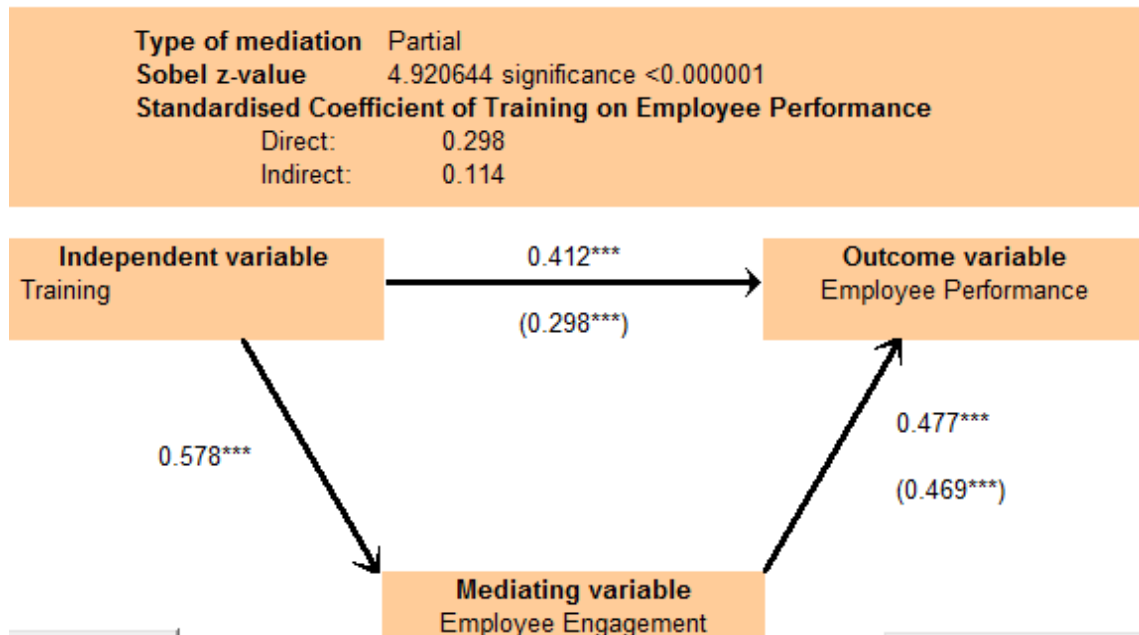 Type of mediation Partial
Sobel z-value 4.920644 significance <0.000001
Standardised Coefficient of Training on Employee Performance
Direct: 0.298
Indirect: 0.114
Independent variable
Training
0.412***
(0.298***)
Outcome variable
Employee Performance
0.578***
0.477***
(0.469***)
Mediating variable
Employee Engagement